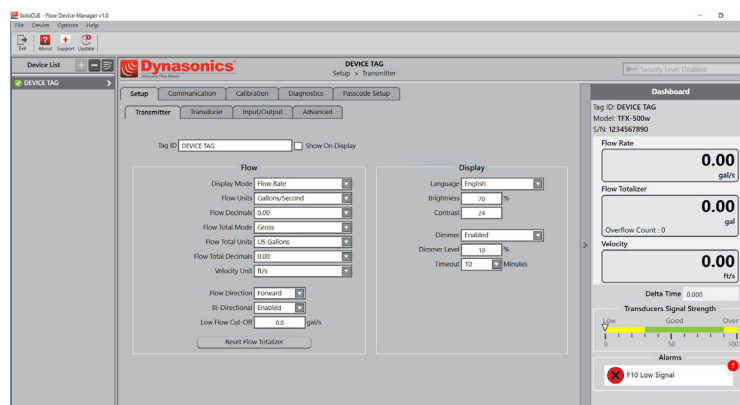 SoloCUE - Flow Device Manager v1.0
File Device Options Help
Exit About Support Update
Device List
DEVICE TAG
Dynasonics
DEVICE TAG
Setup > Transmitter
Security Level: Disabled
Setup Communication Calibration Diagnostics Passcode Setup
Transmitter Transducer Input/Output Advanced
Tag ID DEVICE TAG Show On Display
Flow
Display Mode Flow Rate
Flow Units Gallons/Second
Flow Decimals 0.00
Flow Total Mode Gross
Flow Total Units US Gallons
Flow Total Decimals 0.00
Velocity Unit ft/s
Flow Direction Forward
Bi-Directional Enabled
Low Flow Cut-Off 0.0 gal/s
Reset Flow Totalizer
Display
Language English
Brightness 70 %
Contrast 24
Dimmer Enabled
Dimmer Level 10 %
Timeout 10 Minutes
Dashboard
Tag ID: DEVICE TAG
Model: TFX-500w
S/N: 1234567890
Flow Rate
0.00
gal/s
Flow Totalizer
0.00
gal
Overflow Count : 0
Velocity
0.00
ft/s
Delta Time 0.000
Transducers Signal Strength
Low Good Over
0 50 100
Alarms
1
F10 Low Signal